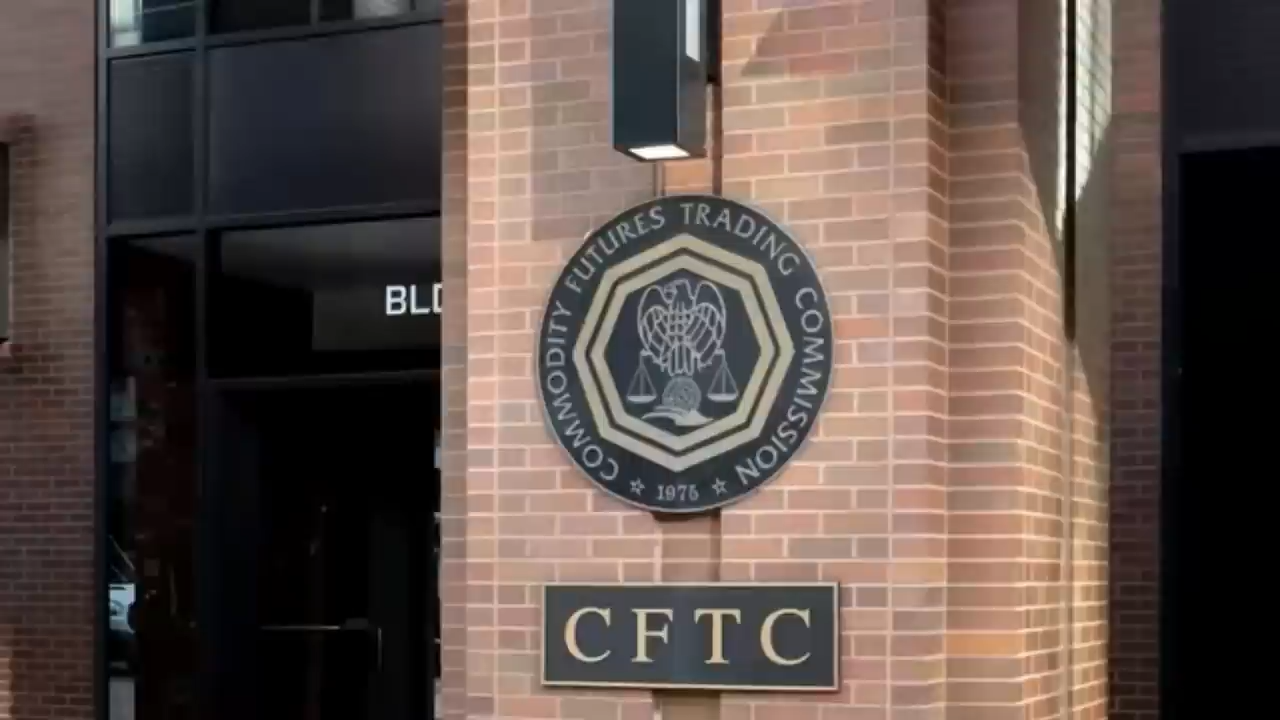 BLD
COMMODITY FUTURES TRADING COMMISSION
☆ 1975 ☆
CFTC